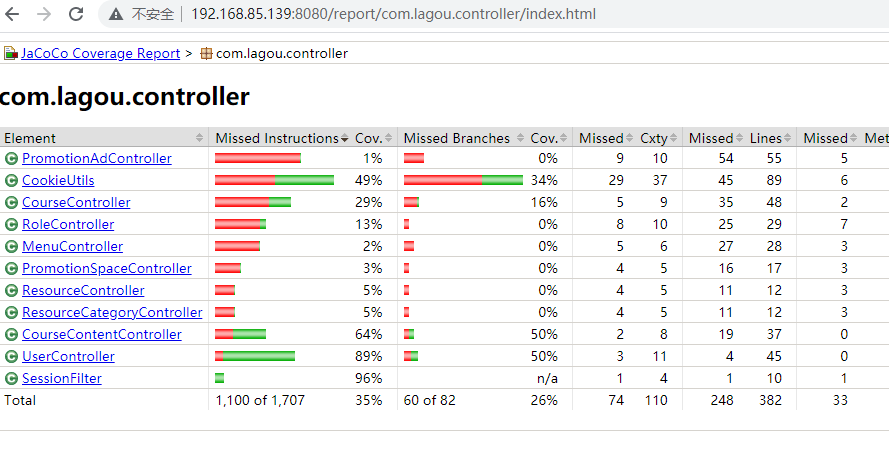 不安全 192.168.85.139:8080/report/com.lagou.controller/index.html
JaCoCo Coverage Report > com.lagou.controller
com.lagou.controller
Element Missed Instructions Cov. Missed Branches Cov. Missed Cxty Missed Lines Missed Met
PromotionAdController 1% 0% 9 10 54 55 5
CookieUtils 49% 34% 29 37 45 89 6
CourseController 29% 16% 5 9 35 48 2
RoleController 13% 0% 8 10 25 29 7
MenuController 2% 0% 5 6 27 28 3
PromotionSpaceController 3% 0% 4 5 16 17 3
ResourceController 5% 0% 4 5 11 12 3
ResourceCategoryController 5% 0% 4 5 11 12 3
CourseContentController 64% 50% 2 8 19 37 0
UserController 89% 50% 3 11 4 45 0
SessionFilter 96% n/a 1 4 1 10 1
Total 1,100 of 1,707 35% 60 of 82 26% 74 110 248 382 33